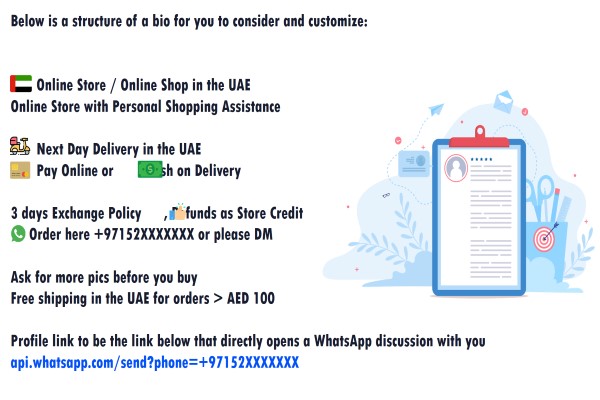 Below is a structure of a bio for you to consider and customize:
Online Store / Online Shop in the UAE
Online Store with Personal Shopping Assistance
Next Day Delivery in the UAE
Pay Online or sh on Delivery
3 days Exchange Policy , funds as Store Credit
Order here +97152XXXXXXX or please DM
Ask for more pics before you buy
Free shipping in the UAE for orders > AED 100
Profile link to be the link below that directly opens a WhatsApp discussion with you
api.whatsapp.com/send?phone=+97152XXXXXXX